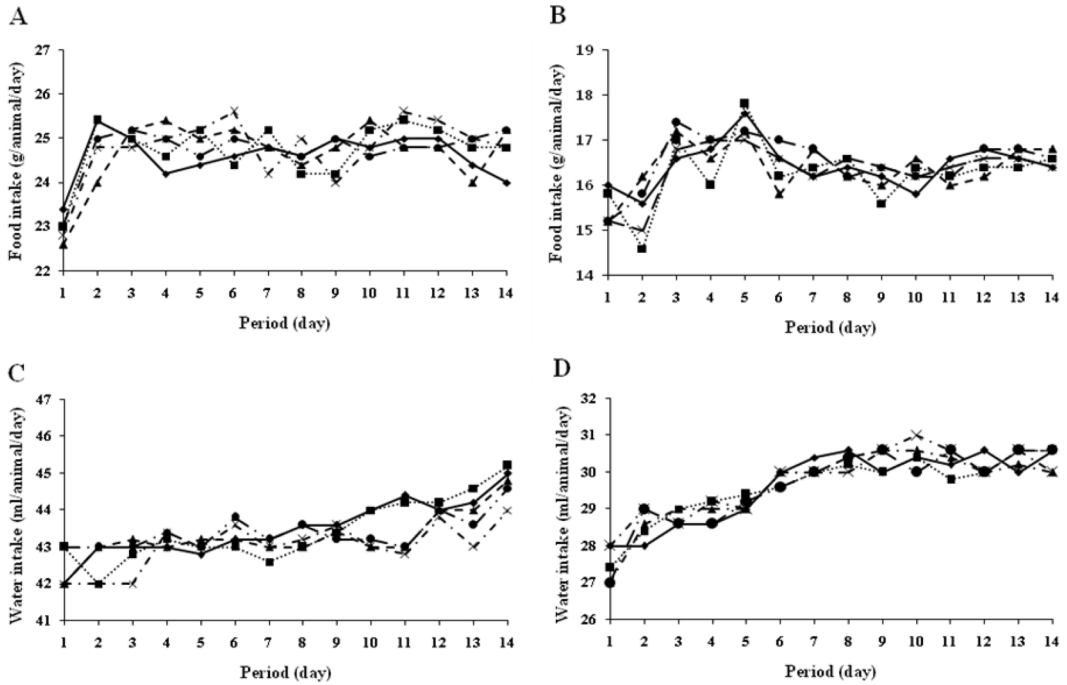 A
Food intake (g/animal/day)
27
26
25
24
23
22
1 2 3 4 5 6 7 8 9 10 11 12 13 14
Period (day)
B
Food intake (g/animal/day)
19
18
17
16
15
14
1 2 3 4 5 6 7 8 9 10 11 12 13 14
Period (day)
C
Water intake (ml/animal/day)
46
45
44
43
42
41
1 2 3 4 5 6 7 8 9 10 11 12 13 14
Period (day)
D
Water intake (ml/animal/day)
32
31
30
29
28
27
26
1 2 3 4 5 6 7 8 9 10 11 12 13 14
Period (day)